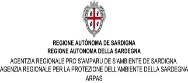 REGIONE AUTÒNOMA DE SARDIGNA
REGIONE AUTONOMA DELLA SARDEGNA
AGENTZIA REGIONALE PRO S'AMPARU DE S'AMBIENTE DE SARDIGNA
AGENZIA REGIONALE PER LA PROTEZIONE DELL'AMBIENTE DELLA SARDEGNA
ARPAS